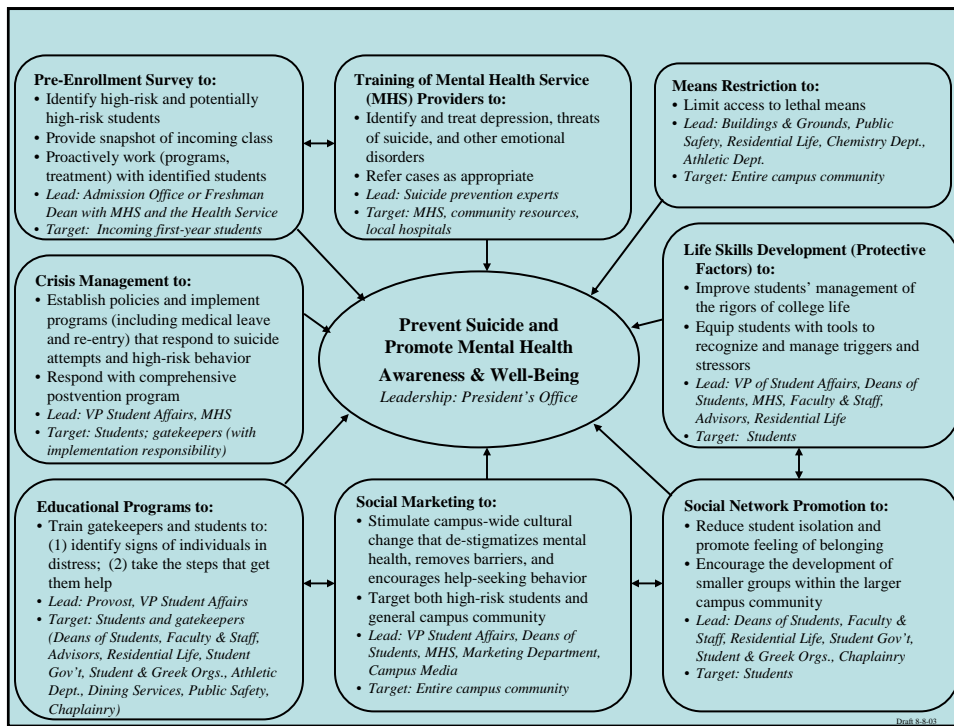 Pre-Enrollment Survey to:
• Identify high-risk and potentially
high-risk students
• Provide snapshot of incoming class
• Proactively work (programs,
treatment) with identified students
• Lead: Admission Office or Freshman
Dean with MHS and the Health Service
• Target: Incoming first-year students
Training of Mental Health Service
(MHS) Providers to:
• Identify and treat depression, threats
of suicide, and other emotional
disorders
• Refer cases as appropriate
• Lead: Suicide prevention experts
• Target: MHS, community resources,
local hospitals
Means Restriction to:
• Limit access to lethal means
• Lead: Buildings & Grounds, Public
Safety, Residential Life, Chemistry Dept.,
Athletic Dept.
• Target: Entire campus community
Crisis Management to:
• Establish policies and implement
programs (including medical leave
and re-entry) that respond to suicide
attempts and high-risk behavior
• Respond with comprehensive
postvention program
• Lead: VP Student Affairs, MHS
• Target: Students; gatekeepers (with
implementation responsibility)
Prevent Suicide and
Promote Mental Health
Awareness & Well-Being
Leadership: President's Office
Life Skills Development (Protective
Factors) to:
• Improve students' management of
the rigors of college life
• Equip students with tools to
recognize and manage triggers and
stressors
• Lead: VP of Student Affairs, Deans of
Students, MHS, Faculty & Staff,
Advisors, Residential Life
• Target: Students
Educational Programs to:
• Train gatekeepers and students to:
(1) identify signs of individuals in
distress; (2) take the steps that get
them help
• Lead: Provost, VP Student Affairs
• Target: Students and gatekeepers
(Deans of Students, Faculty & Staff,
Advisors, Residential Life, Student
Gov't, Student & Greek Orgs., Athletic
Dept., Dining Services, Public Safety,
Chaplainry)
Social Marketing to:
• Stimulate campus-wide cultural
change that de-stigmatizes mental
health, removes barriers, and
encourages help-seeking behavior
• Target both high-risk students and
general campus community
• Lead: VP Student Affairs, Deans of
Students, MHS, Marketing Department,
Campus Media
• Target: Entire campus community
Social Network Promotion to:
• Reduce student isolation and
promote feeling of belonging
• Encourage the development of
smaller groups within the larger
campus community
• Lead: Deans of Students, Faculty &
Staff, Residential Life, Student Gov't,
Student & Greek Orgs., Chaplainry
• Target: Students
Draft 8-8-03